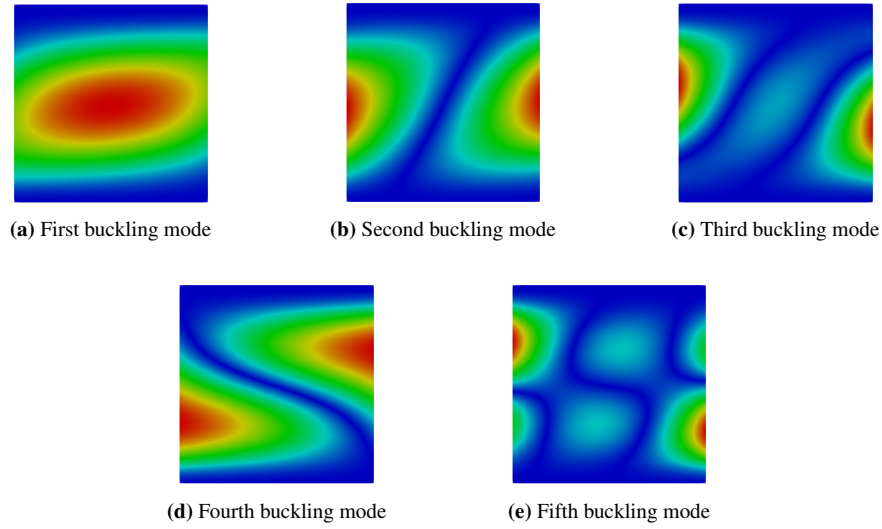 (a) First buckling mode
(b) Second buckling mode
(c) Third buckling mode
(d) Fourth buckling mode
(e) Fifth buckling mode